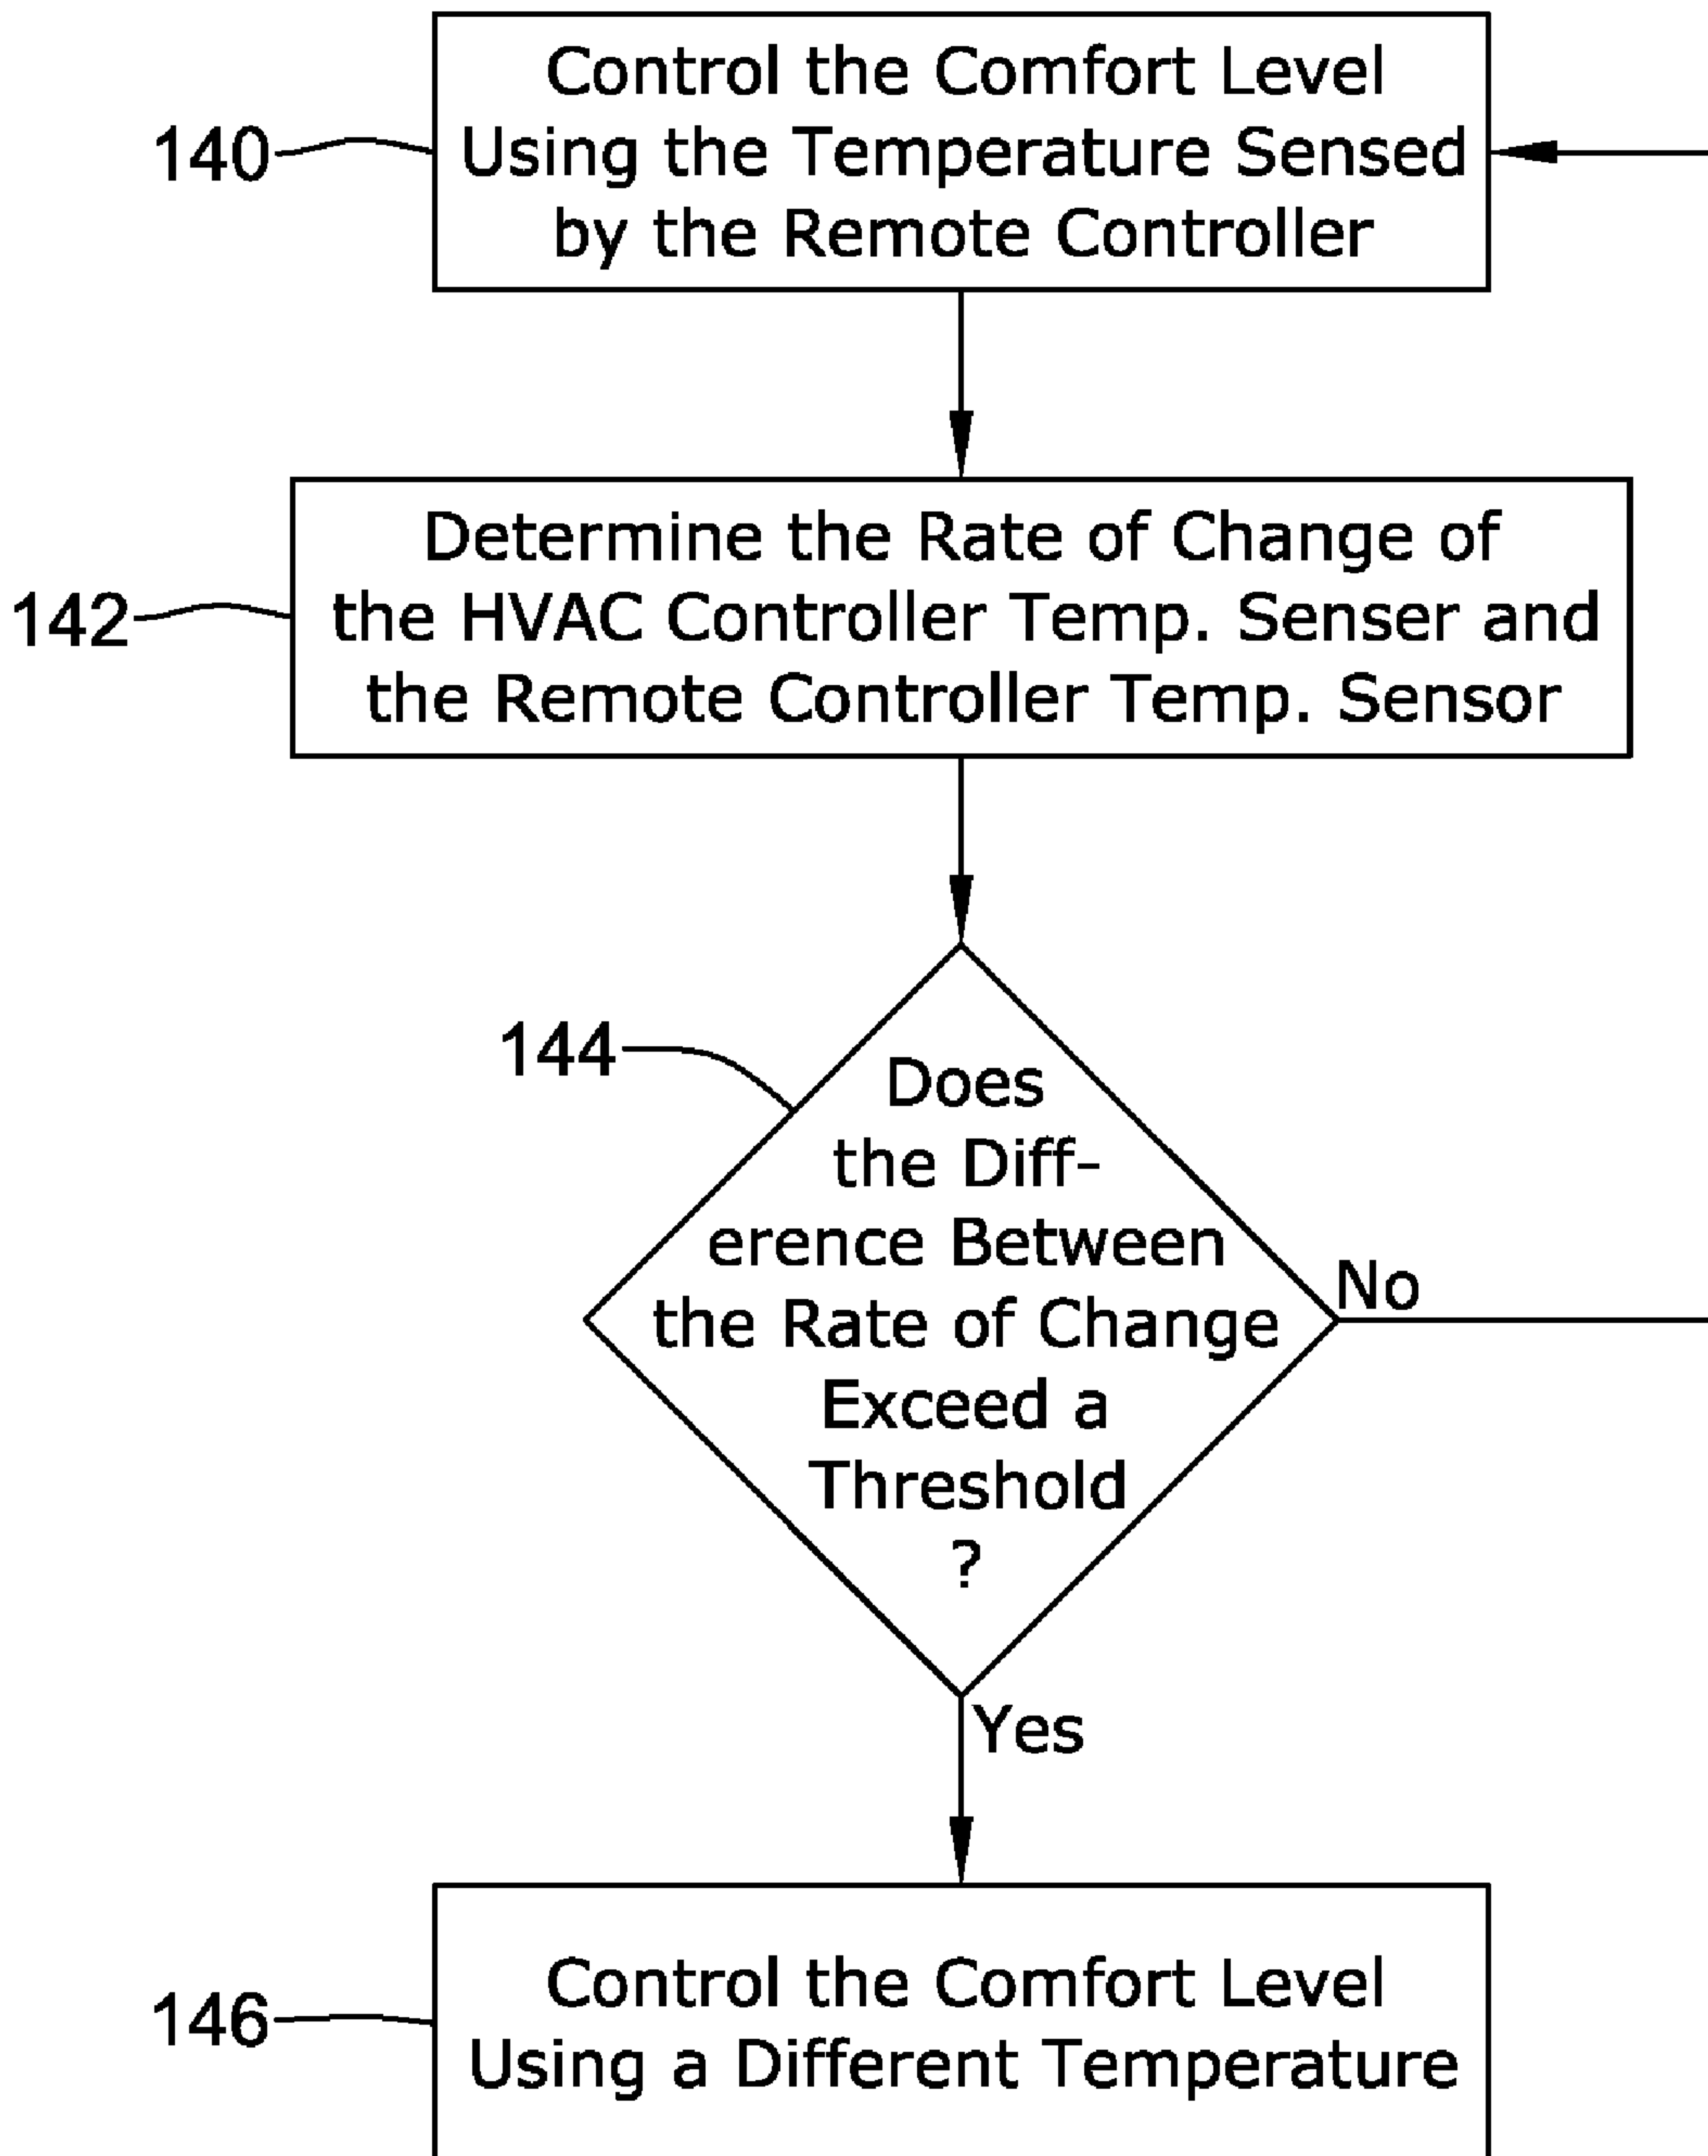 Control the Comfort Level
140
Using the Temperature Sensed
by the Remote Controller
Determine the Rate of Change of
142
the HVAC Controller Temp. Senser and
the Remote Controller Temp. Sensor
144
Does
the Diff-
erence Between
the Rate of Change
Exceed a
Threshold
?
No
Yes
Control the Comfort Level
146
Using a Different Temperature